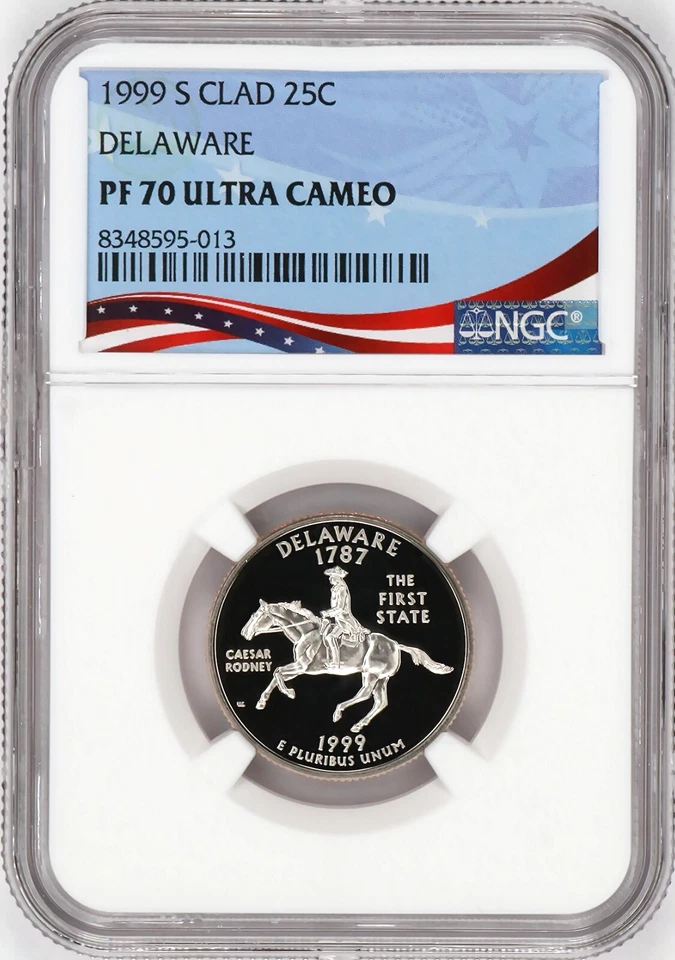 1999 S CLAD 25C
DELAWARE
PF 70 ULTRA CAMEO
8348595-013
NGC®
DELAWARE
1787
THE
FIRST
STATE
CAESAR
RODNEY
1999
E PLURIBUS UNUM